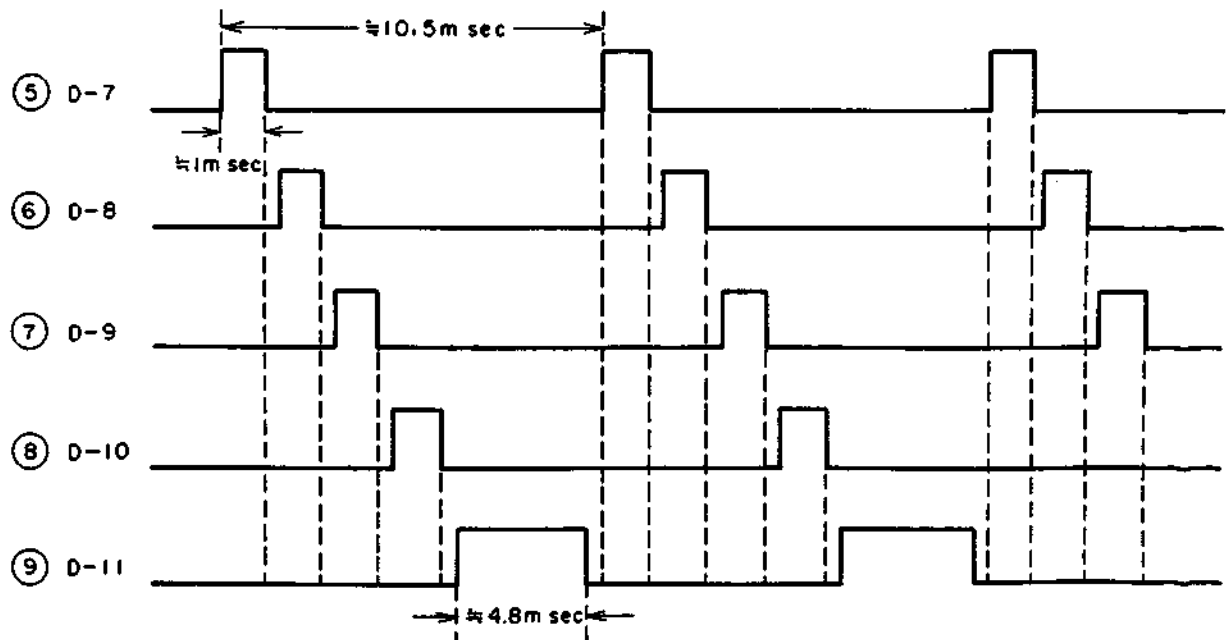 ≒10.5m sec
⑤ D-7
≒1m sec
⑥ D-8
⑦ D-9
⑧ D-10
⑨ D-11
≒4.8m sec